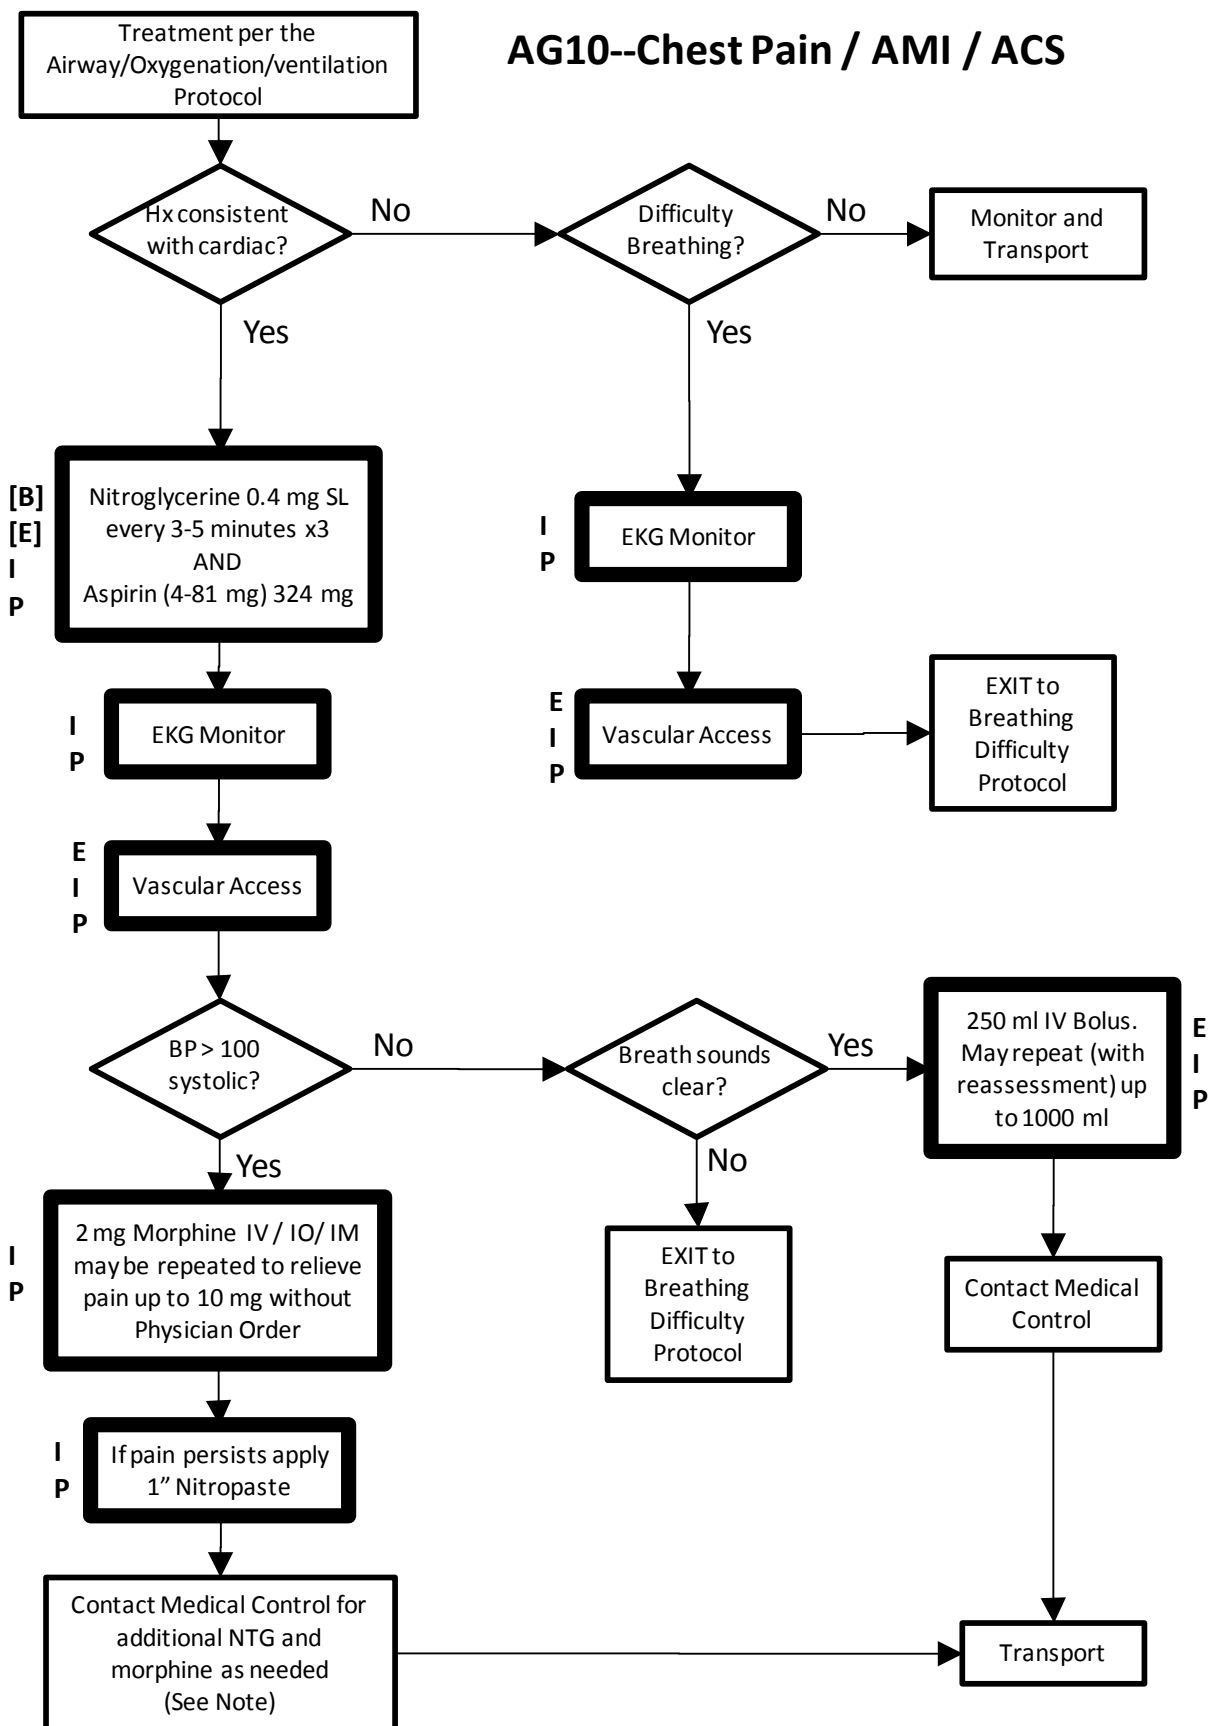 AG10--Chest Pain / AMI / ACS
Treatment per the
Airway/Oxygenation/ventilation
Protocol
Hx consistent
with cardiac?
No
Difficulty
Breathing?
No
Monitor and
Transport
Yes
Yes
[B]
[E]
I
P
Nitroglycerine 0.4 mg SL
every 3-5 minutes x3
AND
Aspirin (4-81 mg) 324 mg
I
P
EKG Monitor
I
P
EKG Monitor
E
I
P
Vascular Access
EXIT to
Breathing
Difficulty
Protocol
E
I
P
Vascular Access
BP > 100
systolic?
No
Breath sounds
clear?
Yes
250 ml IV Bolus.
May repeat (with
reassessment) up
to 1000 ml
E
I
P
Yes
No
I
P
2 mg Morphine IV / IO/ IM
may be repeated to relieve
pain up to 10 mg without
Physician Order
EXIT to
Breathing
Difficulty
Protocol
Contact Medical
Control
I
P
If pain persists apply
1” Nitropaste
Contact Medical Control for
additional NTG and
morphine as needed
(See Note)
Transport